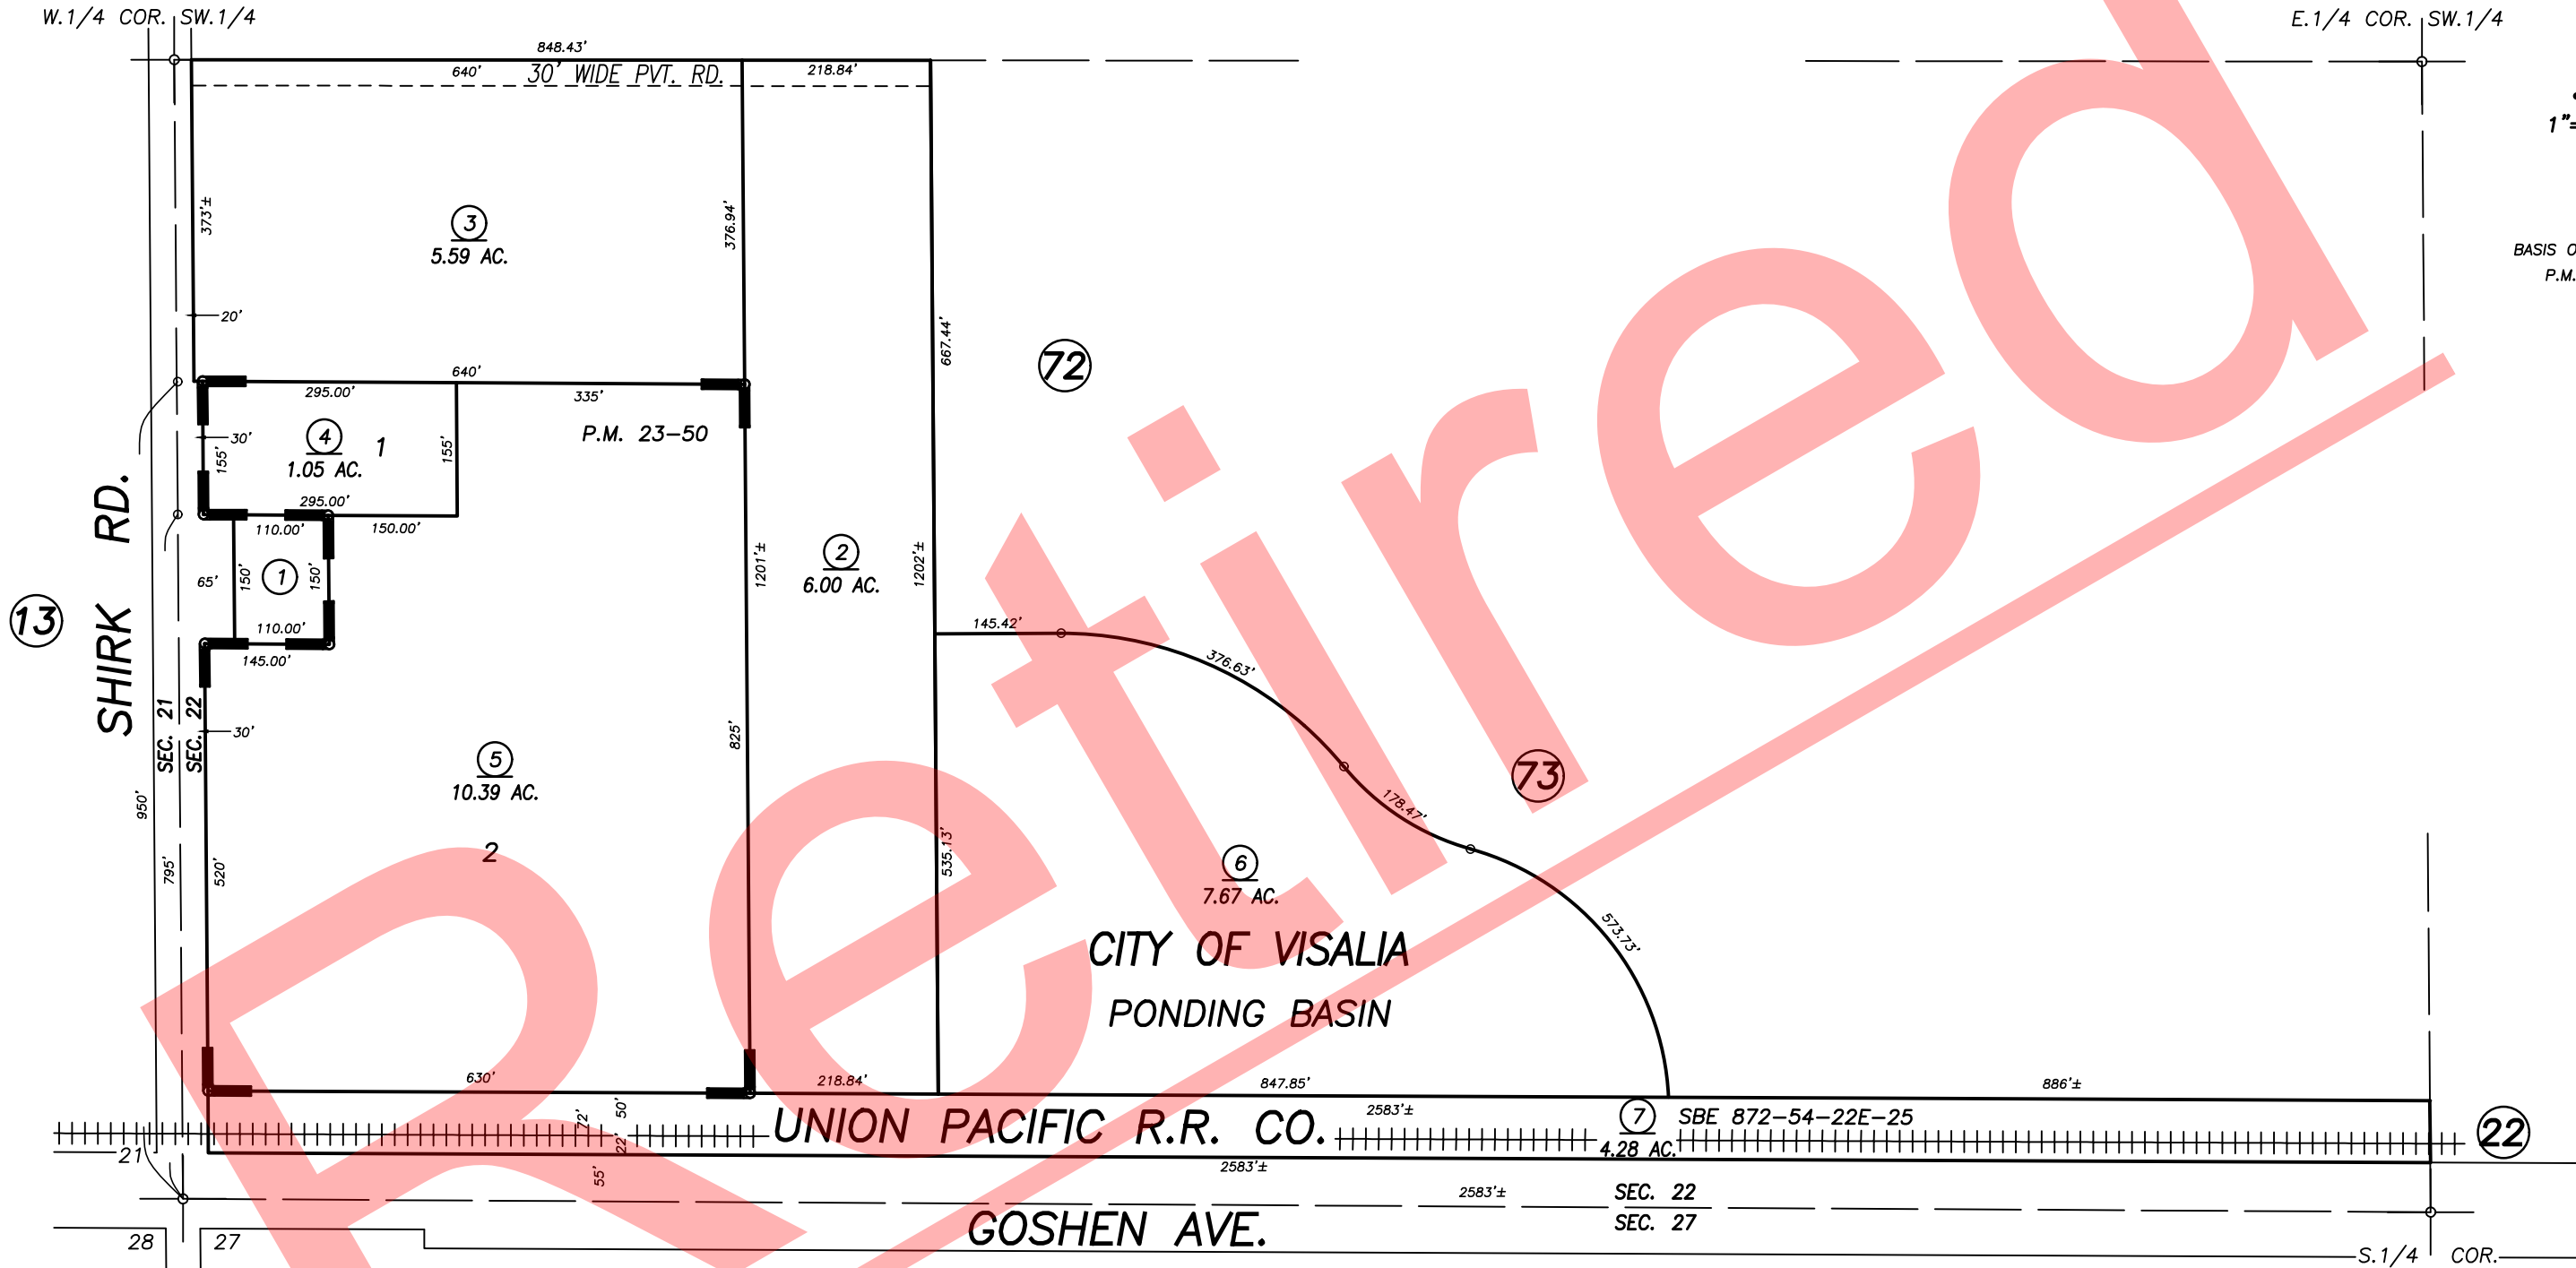 W.1/4 COR. SW.1/4
E.1/4 COR. SW.1/4
848.43'
640'
30' WIDE PVT. RD.
218.84'
1"=
373'±
3
5.59 AC.
376.94'
BASIS O
P.M.
20'
667.44'
72
640'
295.00'
335'
30'
4
1
1.05 AC.
155'
155'
P.M. 23-50
295.00'
110.00'
150.00'
SHIRK RD.
13
65'
150'
1
150'
1201'±
2
6.00 AC.
1202'±
110.00'
145.00'
145.42'
376.63'
SEC. 21
SEC. 22
30'
5
10.39 AC.
825'
73
178.47'
950'
795'
520'
2
535.13'
6
7.67 AC.
573.73'
CITY OF VISALIA
PONDING BASIN
630'
218.84'
847.85'
886'±
72'
50'
22'
UNION PACIFIC R.R. CO.
2583'±
7
4.28 AC.
SBE 872-54-22E-25
22
21
55'
2583'±
2583'±
SEC. 22
SEC. 27
GOSHEN AVE.
28
27
S.1/4 COR.
Retired